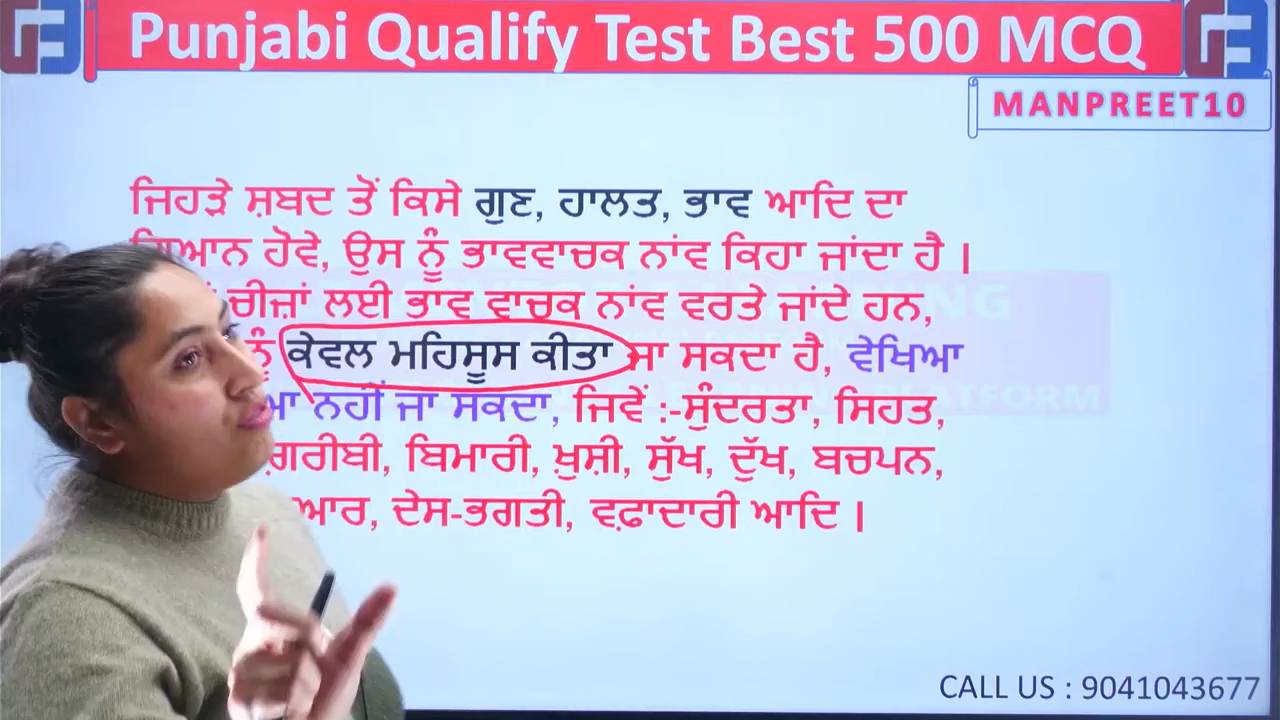 Punjabi Qualify Test Best 500 MCQ
MANPREET10
ਜਿਹੜੇ ਸ਼ਬਦ ਤੋਂ ਕਿਸੇ ਗੁਣ, ਹਾਲਤ, ਭਾਵ ਆਦਿ ਦਾ
ਹੋਵੇ, ਉਸ ਨੂੰ ਭਾਵਵਾਚਕ ਨਾਂਵ ਕਿਹਾ ਜਾਂਦਾ ਹੈ |
ਚੀਜ਼ਾਂ ਲਈ ਭਾਵ ਵਾਚਕ ਨਾਂਵ ਵਰਤੇ ਜਾਂਦੇ ਹਨ,
ਕੇਵਲ ਮਹਿਸੂਸ ਕੀਤਾ ਸਕਦਾ ਹੈ, ਵੇਖਿਆ
ਨਹੀਂ ਜਾ ਸਕਦਾ, ਜਿਵੇਂ :-ਸੁੰਦਰਤਾ, ਸਿਹਤ,
ਗ਼ਰੀਬੀ, ਬਿਮਾਰੀ, ਖ਼ੁਸ਼ੀ, ਸੁੱਖ, ਦੁੱਖ, ਬਚਪਨ,
ਦੇਸ-ਭਗਤੀ, ਵਫ਼ਾਦਾਰੀ ਆਦਿ |
CALL US : 9041043677